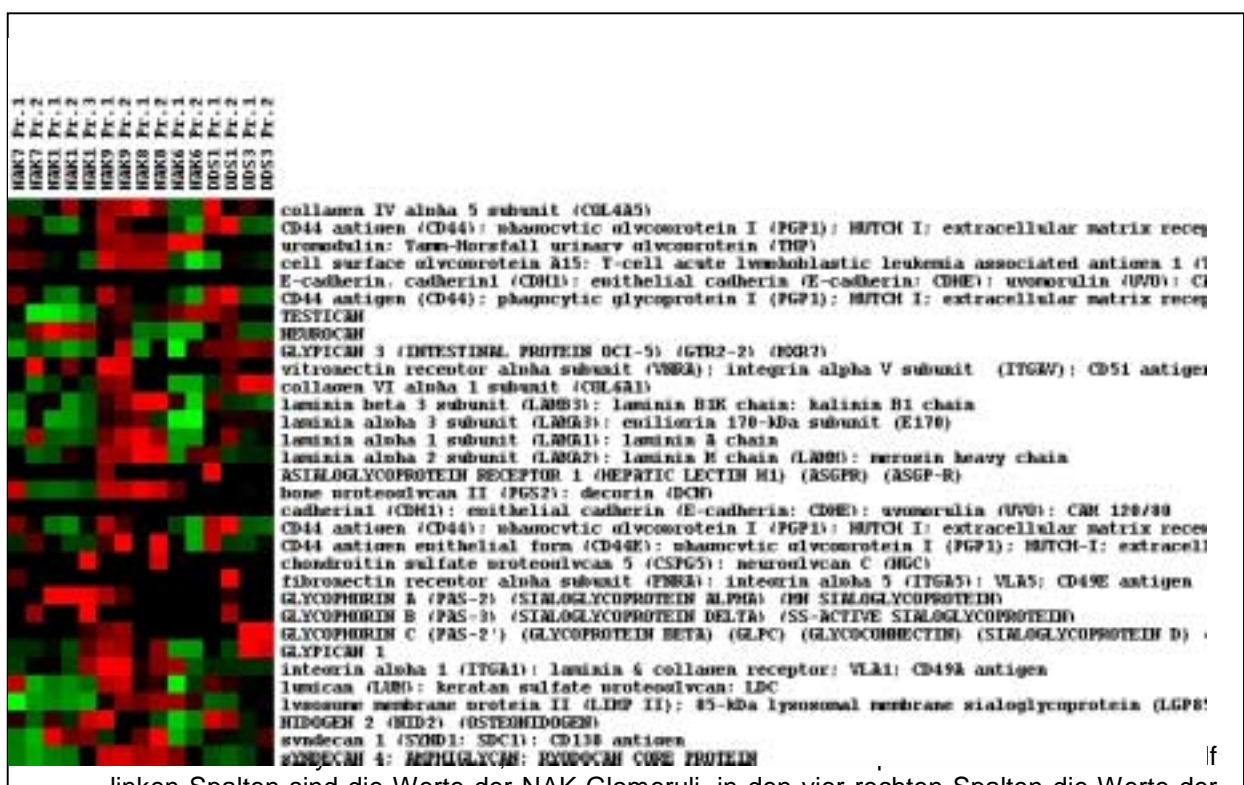 NAK7 Pr.1
NAK7 Pr.2
NAK1 Pr.1
NAK1 Pr.2
NAK1 Pr.3
NAK9 Pr.1
NAK9 Pr.2
NAK8 Pr.1
NAK8 Pr.2
NAK6 Pr.1
NAK6 Pr.2
DDS1 Pr.1
DDS1 Pr.2
DDS3 Pr.1
DDS3 Pr.2
collagen IV alpha 5 subunit (COL4A5)
CD44 antigen (CD44); phagocytic glycoprotein I (PGP1); HUTCH I; extracellular matrix recep
uromodulin; Tamm-Horsfall urinary glycoprotein (THP)
cell surface glycoprotein A15; T-cell acute lymphoblastic leukemia associated antigen 1 (T
E-cadherin, cadherin1 (CDH1); epithelial cadherin (E-cadherin; CDHE); uvomorulin (UVO); CA
CD44 antigen (CD44); phagocytic glycoprotein I (PGP1); HUTCH I; extracellular matrix recep
TESTICAN
NEUROCAN
GLYPICAN 3 (INTESTINAL PROTEIN OCI-5) (GTR2-2) (MXR7)
vitronectin receptor alpha subunit (VNRA); integrin alpha V subunit (ITGAV); CD51 antigen
collagen VI alpha 1 subunit (COL6A1)
laminin beta 3 subunit (LAMB3); laminin B1K chain; kalinin B1 chain
laminin alpha 3 subunit (LAMA3); epiligrin 170-kDa subunit (E170)
laminin alpha 1 subunit (LAMA1); laminin A chain
laminin alpha 2 subunit (LAMA2); laminin M chain (LAMM); merosin heavy chain
ASIALOGLYCOPROTEIN RECEPTOR 1 (HEPATIC LECTIN H1) (ASGPR) (ASGP-R)
bone proteoglycan II (PGS2); decorin (DCN)
cadherin1 (CDH1); epithelial cadherin (E-cadherin; CDHE); uvomorulin (UVO); CAM 120/80
CD44 antigen (CD44); phagocytic glycoprotein I (PGP1); HUTCH I; extracellular matrix recep
CD44 antigen epithelial form (CD44E); phagocytic glycoprotein I (PGP1); HUTCH-I; extracell
chondroitin sulfate proteoglycan 5 (CSPG5); neuroglycan C (NGC)
fibronectin receptor alpha subunit (FNRA); integrin alpha 5 (ITGA5); VLA5; CD49E antigen
GLYCOPHORIN A (PAS-2) (SIALOGLYCOPROTEIN ALPHA) (MN SIALOGLYCOPROTEIN)
GLYCOPHORIN B (PAS-3) (SIALOGLYCOPROTEIN DELTA) (SS-ACTIVE SIALOGLYCOPROTEIN)
GLYCOPHORIN C (PAS-2') (GLYCOPROTEIN BETA) (GLPC) (GLYCOCONNECTIN) (SIALOGLYCOPROTEIN D) (
GLYPICAN 1
integrin alpha 1 (ITGA1); laminin & collagen receptor; VLA1; CD49A antigen
lumican (LUM); keratan sulfate proteoglycan; LDC
lysosome membrane protein II (LIMP II); 85-kDa lysosomal membrane sialoglycoprotein (LGP85
NIDOGEN 2 (NID2) (OSTEONIDOGEN)
syndecan 1 (SYND1; SDC1); CD138 antigen
SYNDECAN 4; AMPHIGLYCAN; RYUDOCAN CORE PROTEIN
linken Spalten sind die Werte der NAK-Glomeruli, in den vier rechten Spalten die Werte der